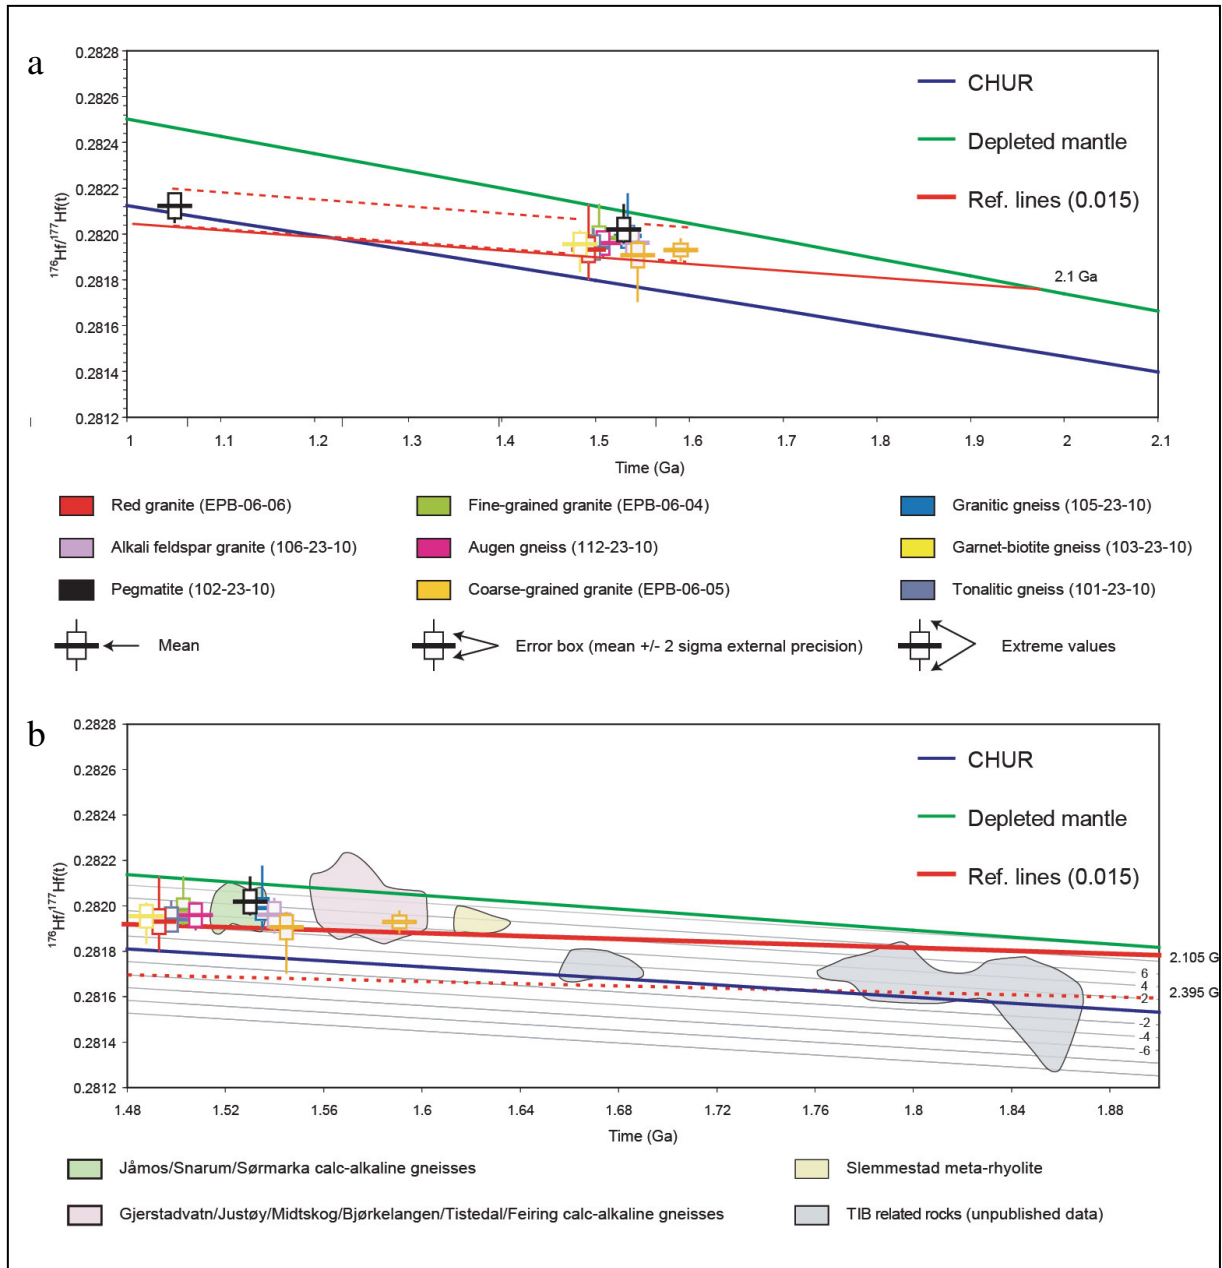 a
0.2828
0.2826
0.2824
0.2822
0.2820
0.2818
0.2816
0.2814
0.2812
176Hf/177Hf(t)
CHUR
Depleted mantle
Ref. lines (0.015)
2.1 Ga
1 1.1 1.2 1.3 1.4 1.5 1.6 1.7 1.8 1.9 2 2.1
Time (Ga)
Red granite (EPB-06-06) Fine-grained granite (EPB-06-04) Granitic gneiss (105-23-10)
Alkali feldspar granite (106-23-10) Augen gneiss (112-23-10) Garnet-biotite gneiss (103-23-10)
Pegmatite (102-23-10) Coarse-grained granite (EPB-06-05) Tonalitic gneiss (101-23-10)
Mean Error box (mean +/- 2 sigma external precision) Extreme values
b
0.2828
0.2826
0.2824
0.2822
0.2820
0.2818
0.2816
0.2814
0.2812
176Hf/177Hf(t)
CHUR
Depleted mantle
Ref. lines (0.015)
2.105 G
6
4
2.395 G
2
-2
-4
-6
1.48 1.52 1.56 1.6 1.64 1.68 1.72 1.76 1.8 1.84 1.88
Time (Ga)
Jåmos/Snarum/Sørmarka calc-alkaline gneisses Slemmestad meta-rhyolite
Gjerstadvatn/Justøy/Midtskog/Bjørkelangen/Tistedal/Feiring calc-alkaline gneisses TIB related rocks (unpublished data)